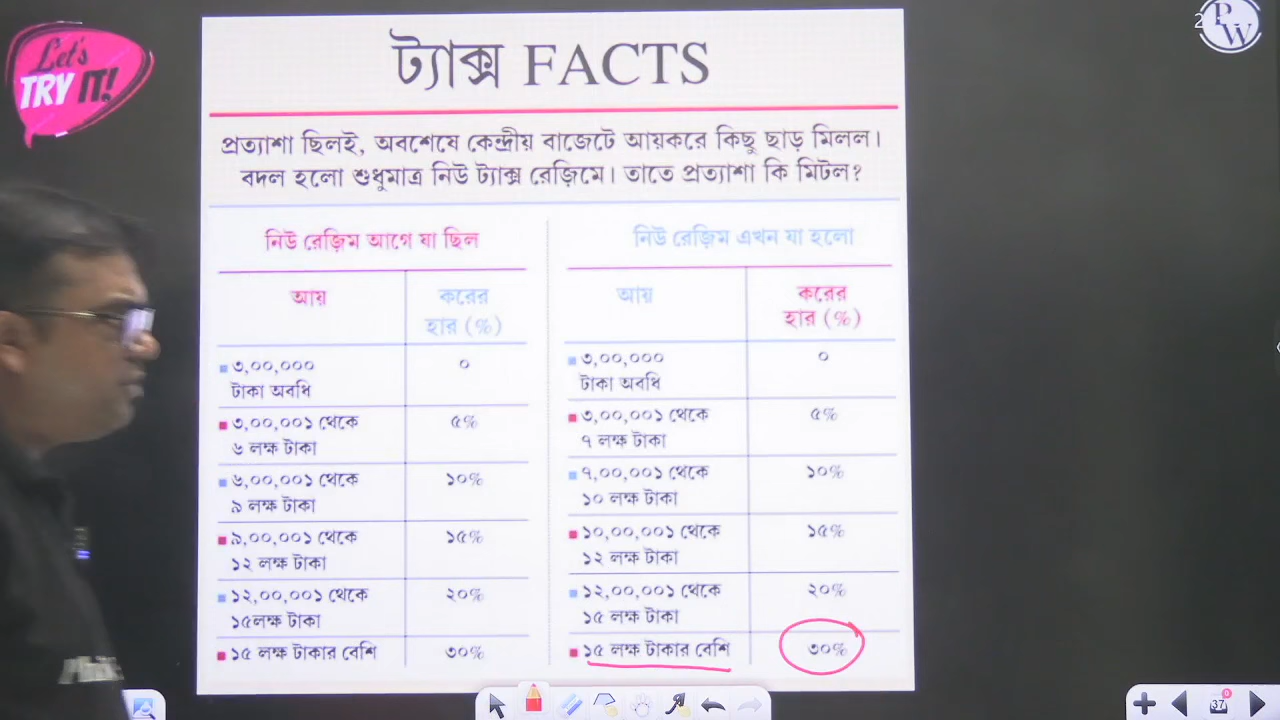 Let's
TRY IT!
PW
ট্যাক্স FACTS
প্রত্যাশা ছিলই, অবশেষে কেন্দ্রীয় বাজেটে আয়করে কিছু ছাড় মিলল।
বদল হলো শুধুমাত্র নিউ ট্যাক্স রেজ়িমে। তাতে প্রত্যাশা কি মিটল?
নিউ রেজ়িম আগে যা ছিল
আয়
করের
হার (%)
৩,০০,০০০
টাকা অবধি
০
৩,০০,০০১ থেকে
৬ লক্ষ টাকা
৫%
৬,০০,০০১ থেকে
৯ লক্ষ টাকা
১০%
৯,০০,০০১ থেকে
১২ লক্ষ টাকা
১৫%
১২,০০,০০১ থেকে
১৫লক্ষ টাকা
২০%
১৫ লক্ষ টাকার বেশি
৩০%
নিউ রেজ়িম এখন যা হলো
আয়
করের
হার (%)
৩,০০,০০০
টাকা অবধি
০
৩,০০,০০১ থেকে
৭ লক্ষ টাকা
৫%
৭,০০,০০১ থেকে
১০ লক্ষ টাকা
১০%
১০,০০,০০১ থেকে
১২ লক্ষ টাকা
১৫%
১২,০০,০০১ থেকে
১৫ লক্ষ টাকা
২০%
১৫ লক্ষ টাকার বেশি
৩০%
37
0